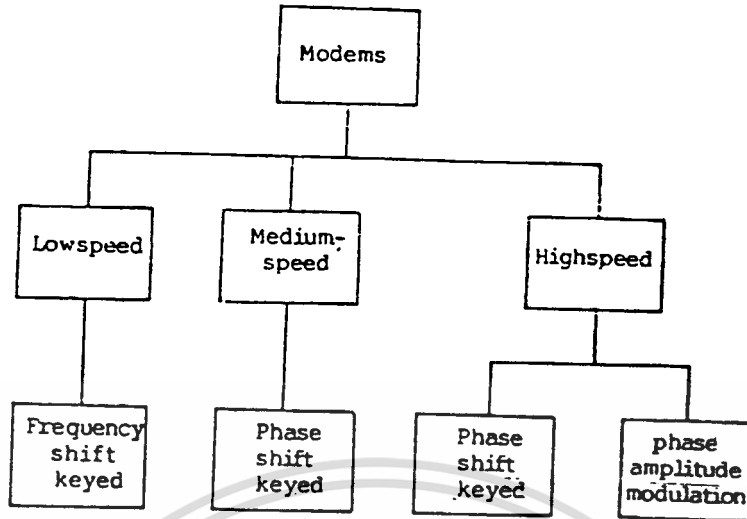 Modems
Lowspeed
Medium-
speed
Highspeed
Frequency
shift
keyed
Phase
shift
keyed
Phase
shift
keyed
phase
amplitude
modulation